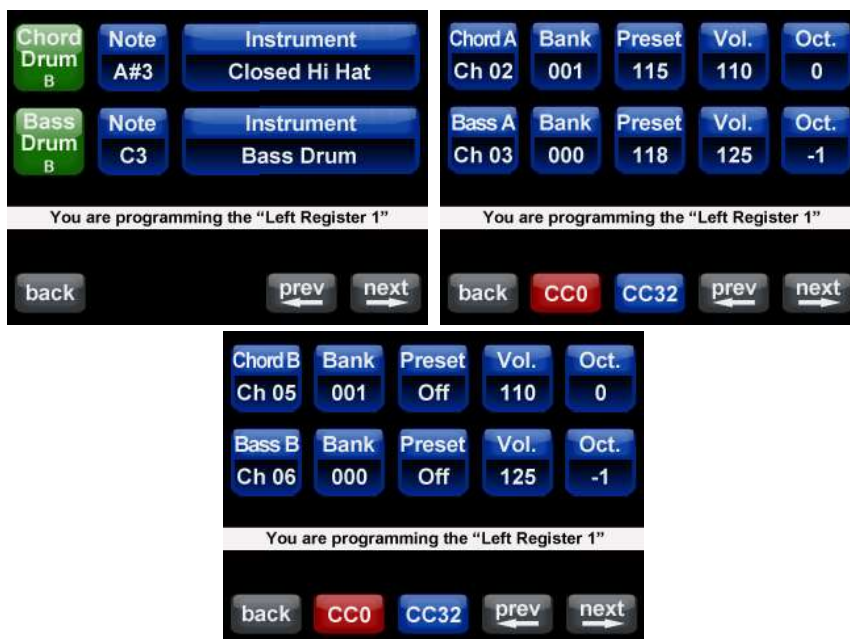 Chord Drum B Note A#3 Instrument Closed Hi Hat
Bass Drum B Note C3 Instrument Bass Drum
You are programming the “Left Register 1”
back prev next
Chord A Bank Preset Vol. Oct.
Ch 02 001 115 110 0
Bass A Bank Preset Vol. Oct.
Ch 03 000 118 125 -1
You are programming the “Left Register 1”
back CC0 CC32 prev next
Chord B Bank Preset Vol. Oct.
Ch 05 001 Off 110 0
Bass B Bank Preset Vol. Oct.
Ch 06 000 Off 125 -1
You are programming the “Left Register 1”
back CC0 CC32 prev next